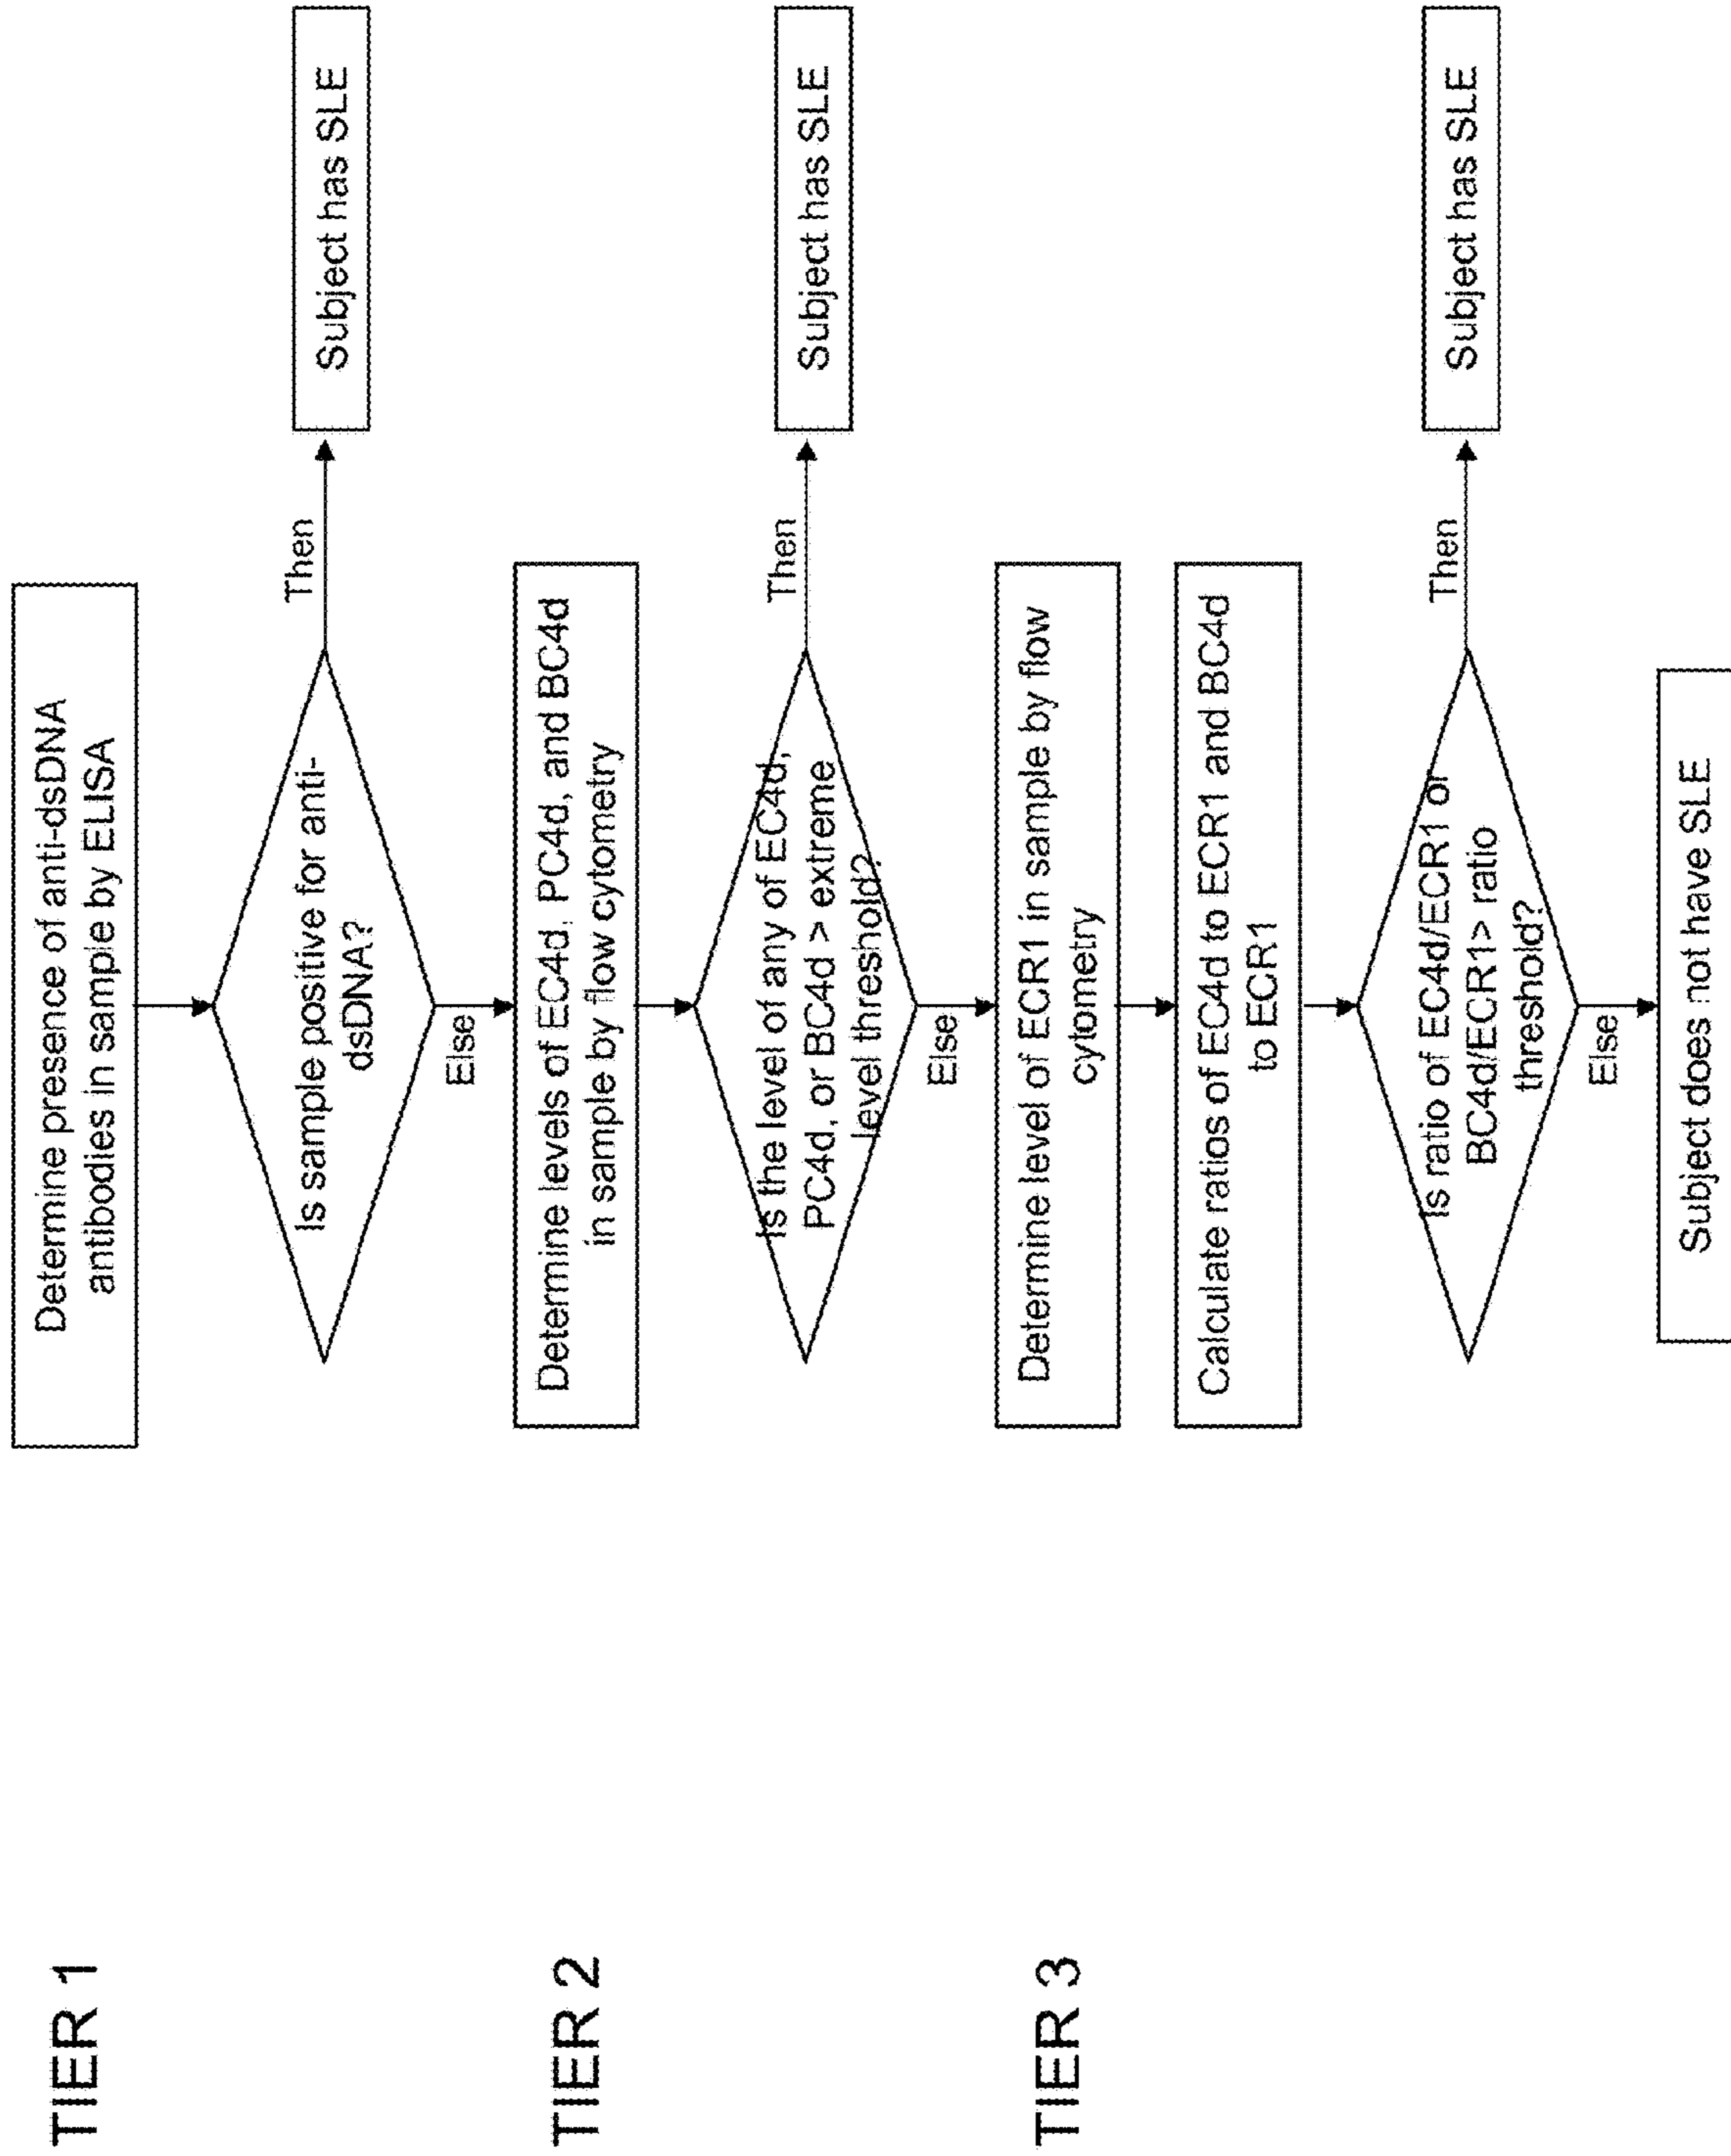 TIER 1
Determine presence of anti-dsDNA
antibodies in sample by ELISA
Is sample positive for anti-
dsDNA?
Then
Subject has SLE
Else
TIER 2
Determine levels of EC4d, PC4d, and BC4d
in sample by flow cytometry
Is the level of any of EC4d,
PC4d, or BC4d > extreme
level threshold?
Then
Subject has SLE
Else
TIER 3
Determine level of ECR1 in sample by flow
cytometry
Calculate ratios of EC4d to ECR1 and BC4d
to ECR1
Is ratio of EC4d/ECR1 or
BC4d/ECR1> ratio
threshold?
Then
Subject has SLE
Else
Subject does not have SLE